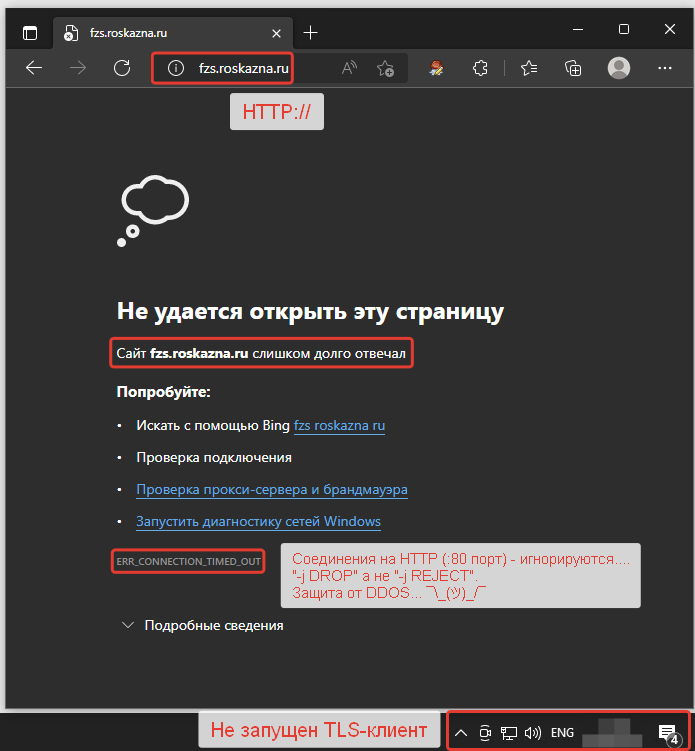 fzs.roskazna.ru
fzs.roskazna.ru
HTTP://
Не удается открыть эту страницу
Сайт fzs.roskazna.ru слишком долго отвечал
Попробуйте:
• Искать с помощью Bing fzs roskazna ru
• Проверка подключения
• Проверка прокси-сервера и брандмауэра
• Запустить диагностику сетей Windows
ERR_CONNECTION_TIMED_OUT
Соединения на HTTP (:80 порт) - игнорируются....
"-j DROP" а не "-j REJECT".
Защита от DDOS... ¯\_(ツ)_/¯
Подробные сведения
Не запущен TLS-клиент
ENG
4